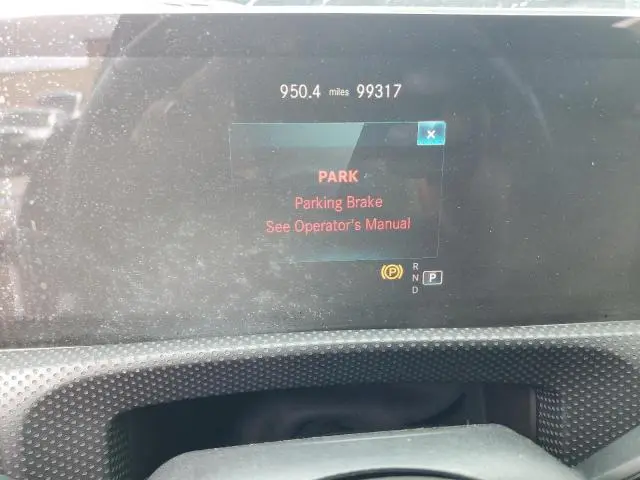 950.4 miles 99317
x
PARK
Parking Brake
See Operator's Manual
(P)
R
N P
D